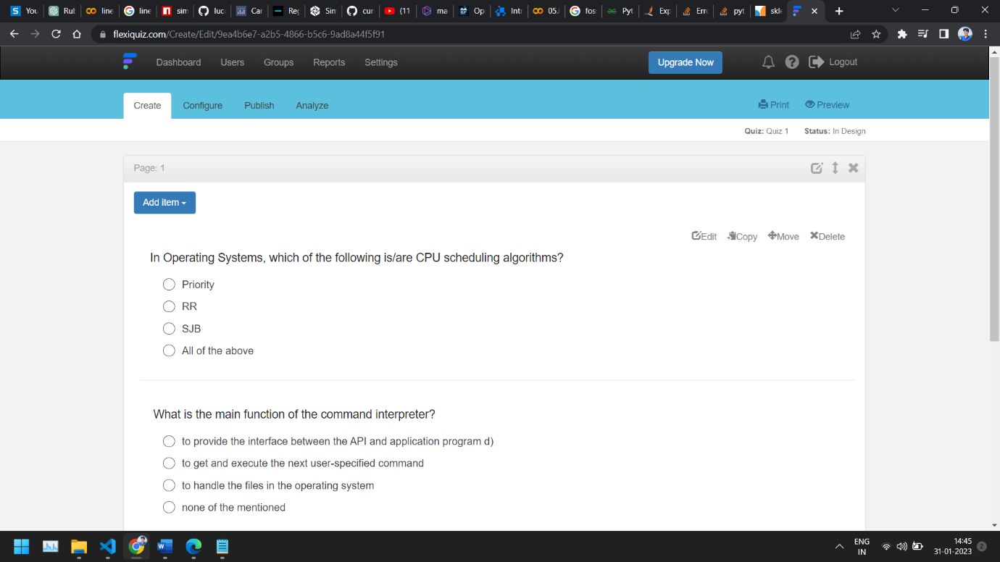 You
Rub
line
line
sim
luc
Car
Reg
Sin
cur
(11
ma
Op
Intr
05.
fos
Pyt
Exp
Erro
pyt
skle
flexiquiz.com/Create/Edit/9ea4b6e7-a2b5-4866-b5c6-9ad8a44f5f91
Dashboard Users Groups Reports Settings Upgrade Now Logout
Create Configure Publish Analyze Print Preview
Quiz: Quiz 1 Status: In Design
Page: 1
Add item
Edit Copy Move Delete
In Operating Systems, which of the following is/are CPU scheduling algorithms?
Priority
RR
SJB
All of the above
What is the main function of the command interpreter?
to provide the interface between the API and application program d)
to get and execute the next user-specified command
to handle the files in the operating system
none of the mentioned
ENG
IN
14:45
31-01-2023
2